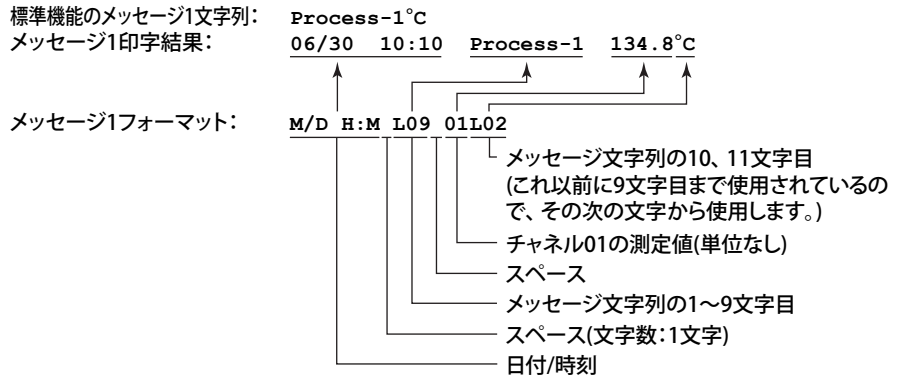 標準機能のメッセージ1文字列： Process-1°C
メッセージ1印字結果： 06/30 10:10 Process-1 134.8°C
メッセージ1フォーマット： M/D H:M L09 01L02
メッセージ文字列の10、11文字目
(これ以前に9文字目まで使用されているの
で、その次の文字から使用します。)
チャネル01の測定値(単位なし)
スペース
メッセージ文字列の1～9文字目
スペース(文字数：1文字)
日付/時刻